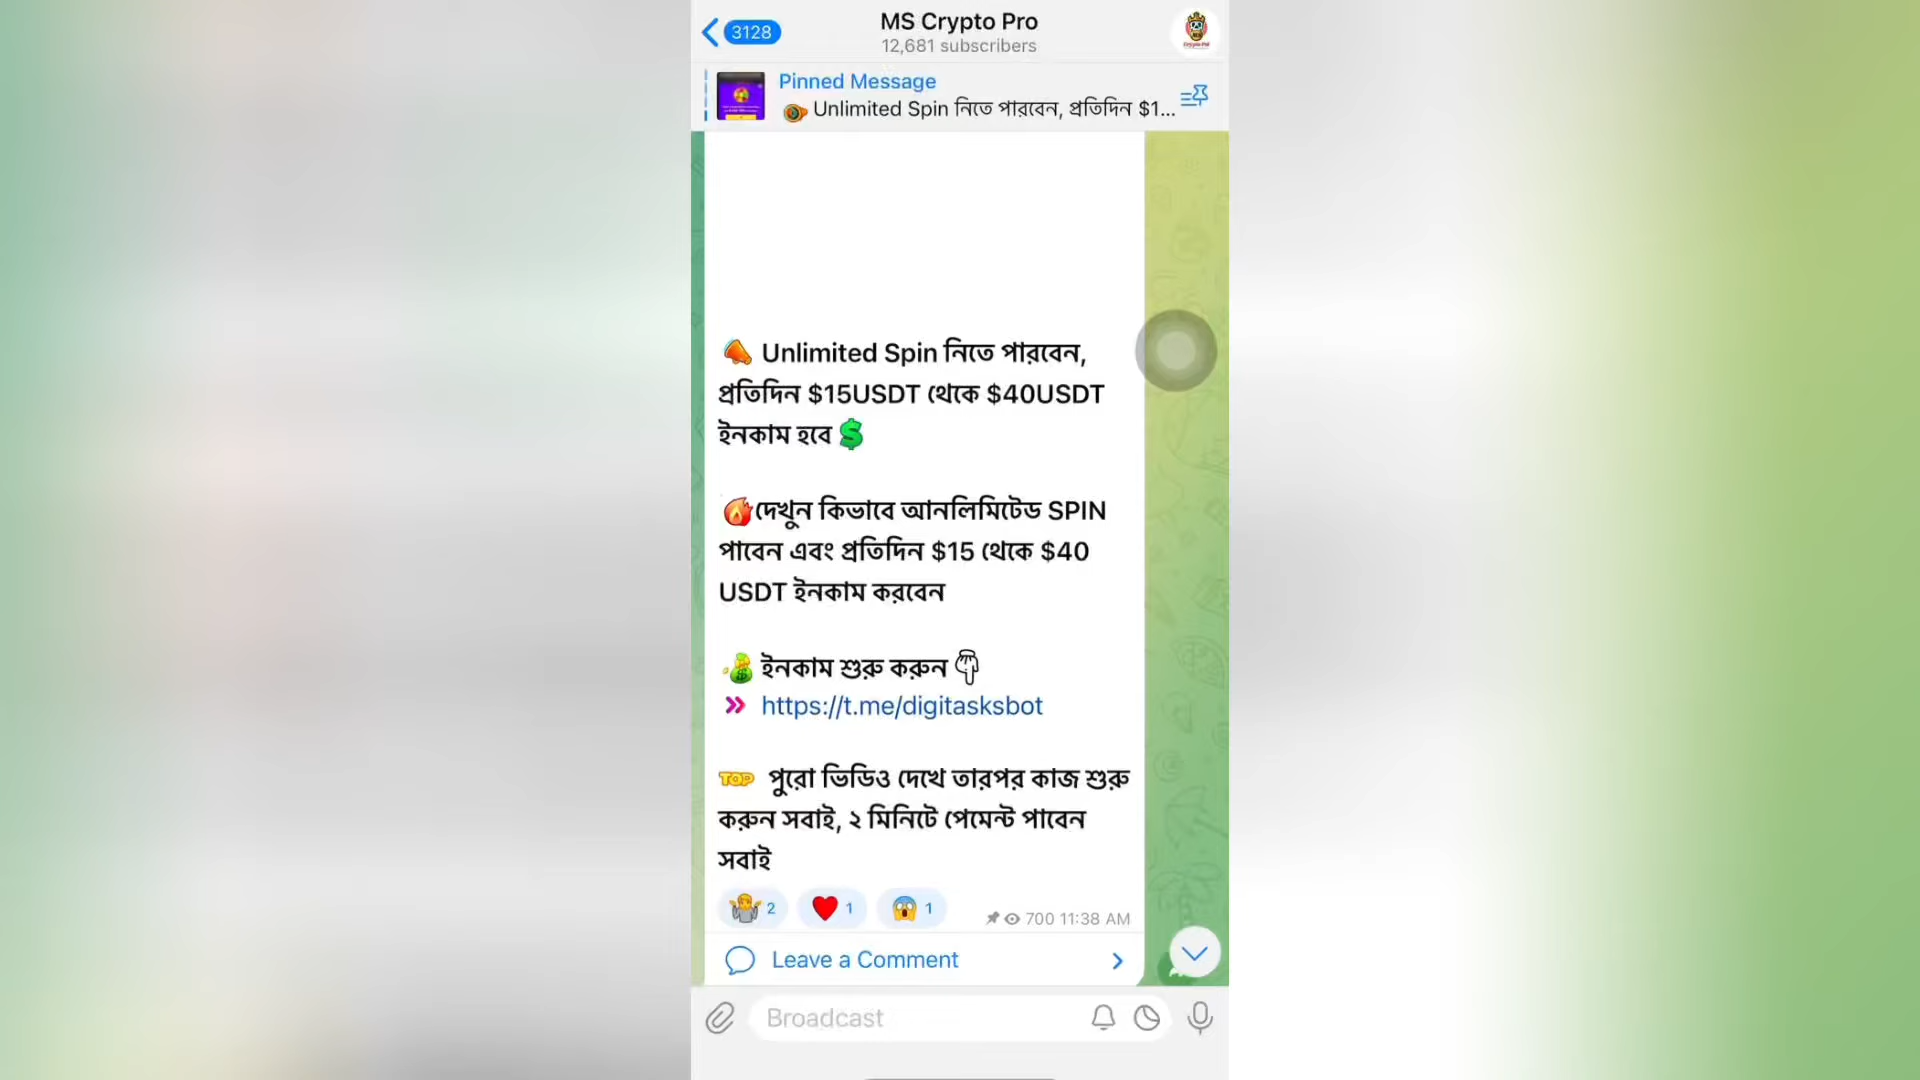 3128
MS Crypto Pro
12,681 subscribers
Pinned Message
Unlimited Spin নিতে পারবেন, প্রতিদিন $1...
Unlimited Spin নিতে পারবেন,
প্রতিদিন $15USDT থেকে $40USDT
ইনকাম হবে
দেখুন কিভাবে আনলিমিটেড SPIN
পাবেন এবং প্রতিদিন $15 থেকে $40
USDT ইনকাম করবেন
ইনকাম শুরু করুন
https://t.me/digitasksbot
TOP পুরো ভিডিও দেখে তারপর কাজ শুরু
করুন সবাই, ২ মিনিটে পেমেন্ট পাবেন
সবাই
2 1 1
700 11:38 AM
Leave a Comment
Broadcast